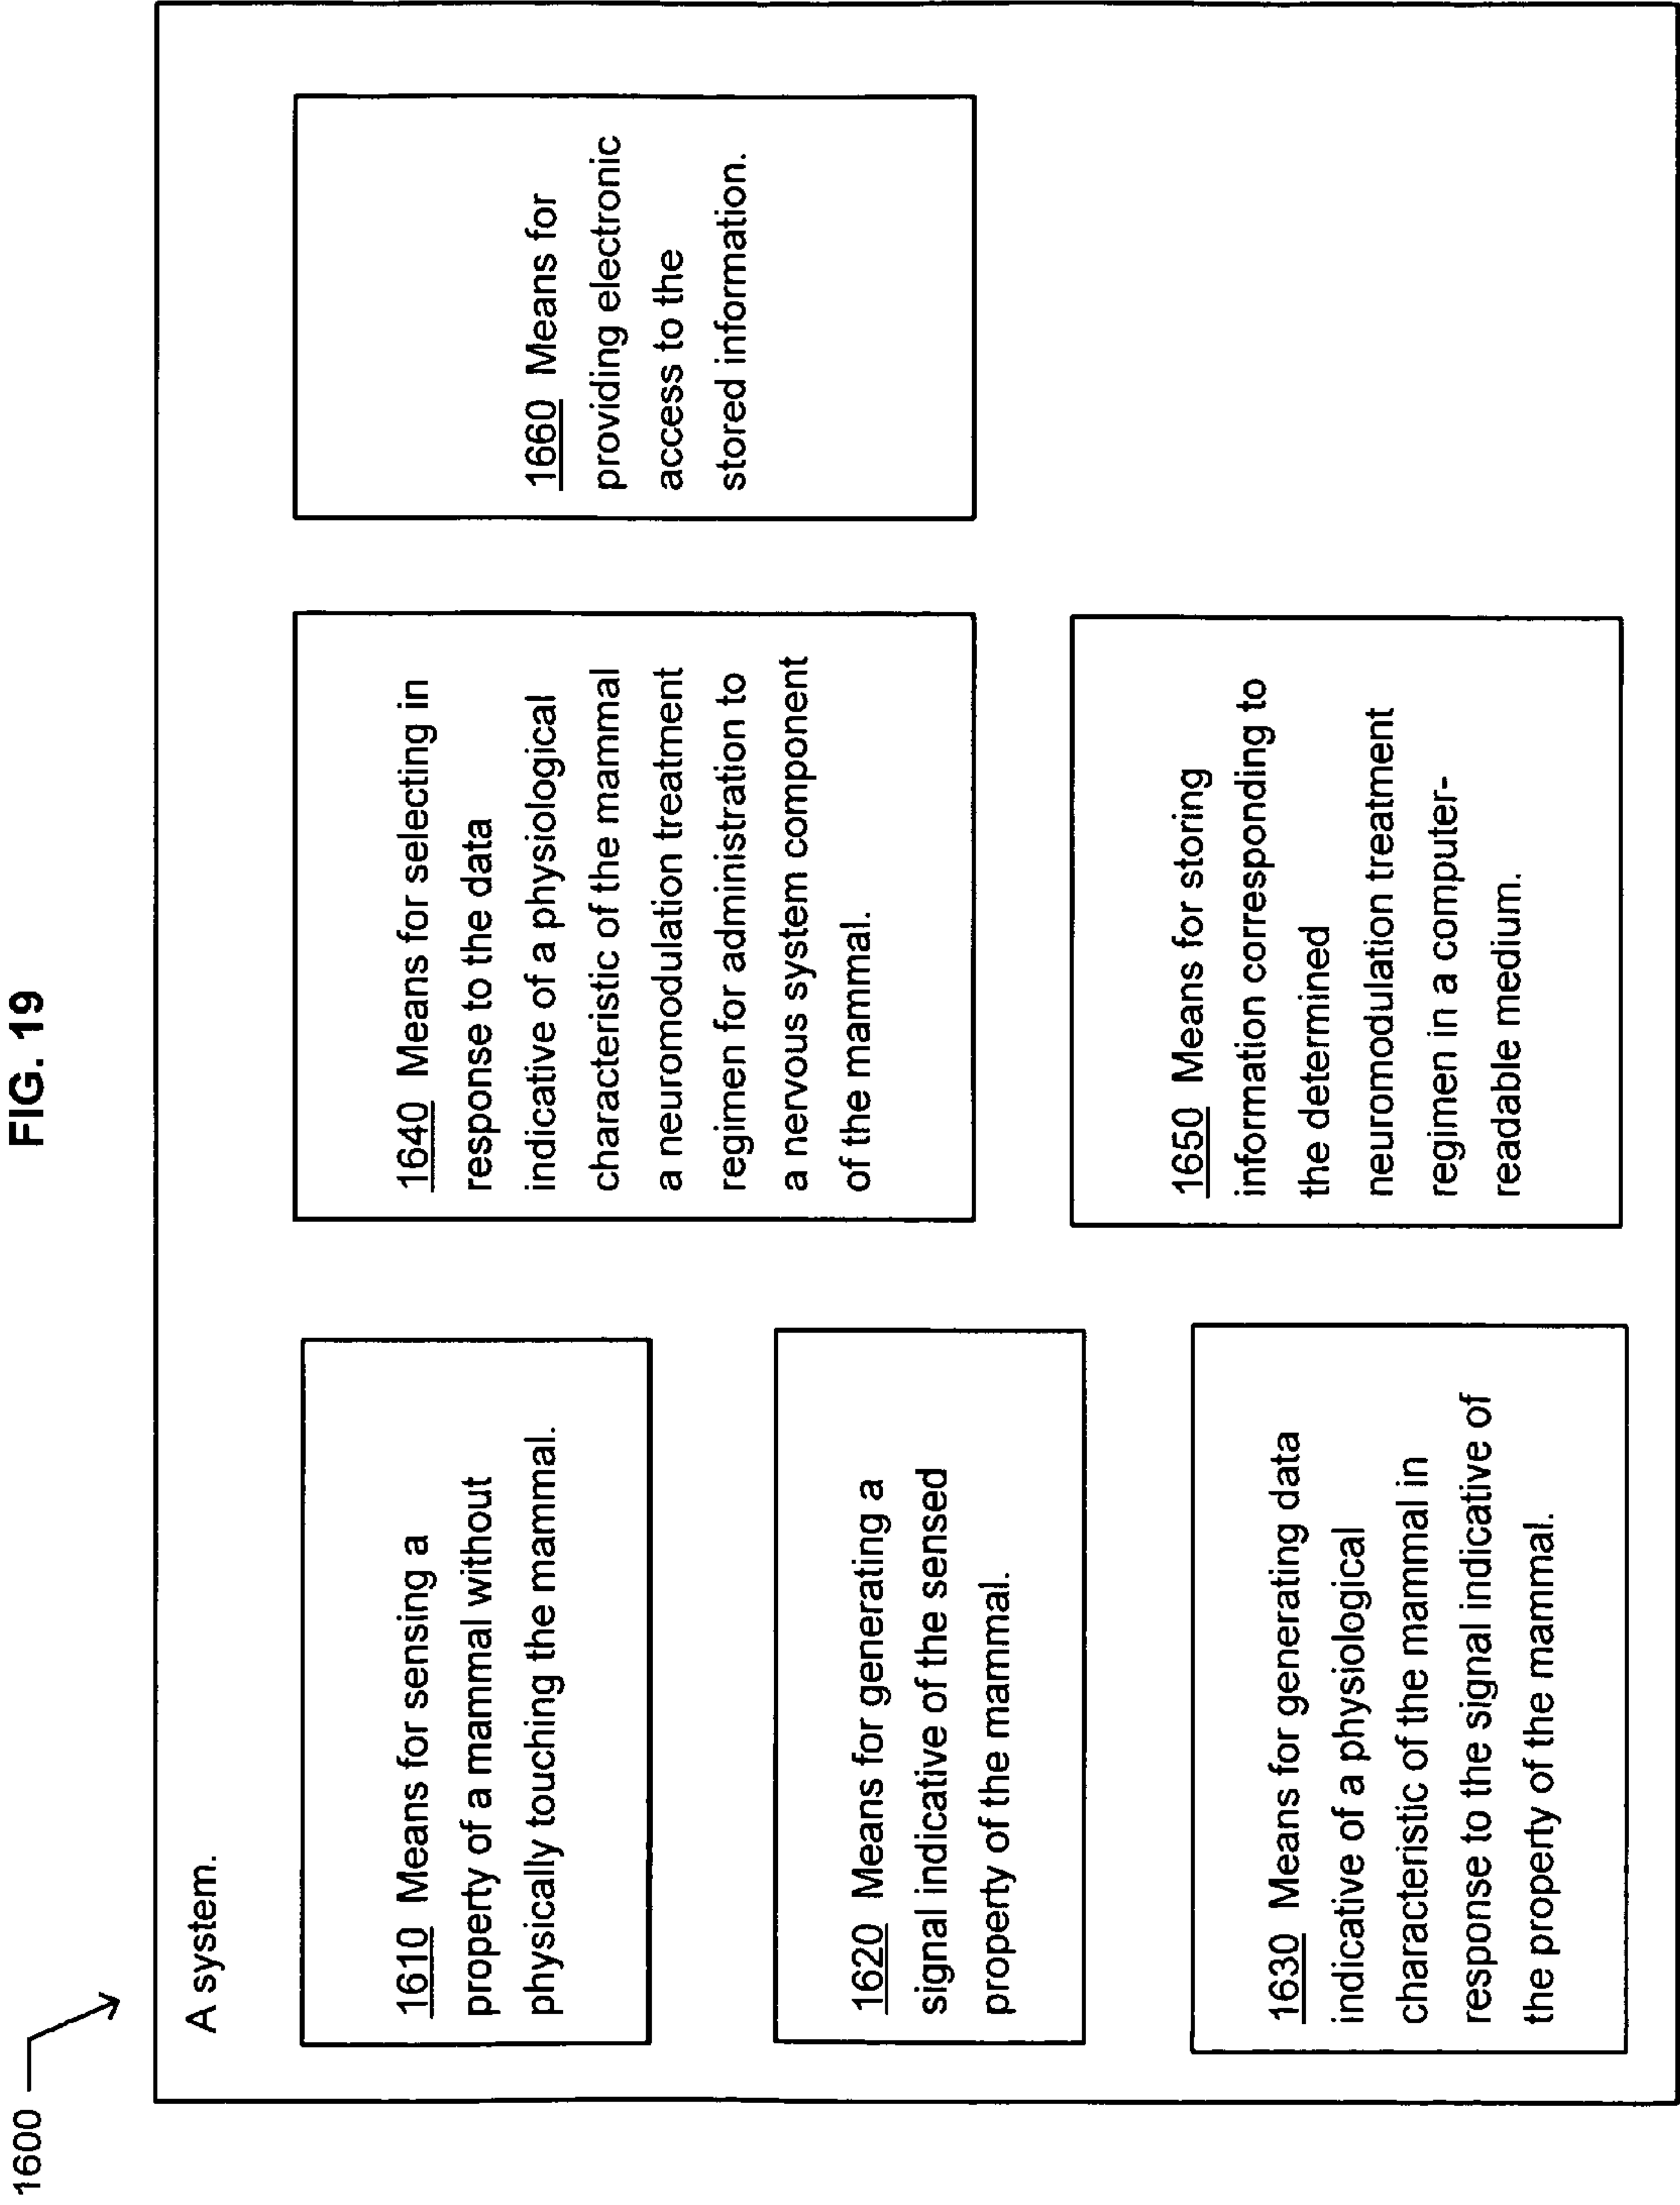 FIG. 19
1600
A system.
1610 Means for sensing a
property of a mammal without
physically touching the mammal.
1620 Means for generating a
signal indicative of the sensed
property of the mammal.
1630 Means for generating data
indicative of a physiological
characteristic of the mammal in
response to the signal indicative of
the property of the mammal.
1640 Means for selecting in
response to the data
indicative of a physiological
characteristic of the mammal
a neuromodulation treatment
regimen for administration to
a nervous system component
of the mammal.
1650 Means for storing
information corresponding to
the determined
neuromodulation treatment
regimen in a computer-
readable medium.
1660 Means for
providing electronic
access to the
stored information.